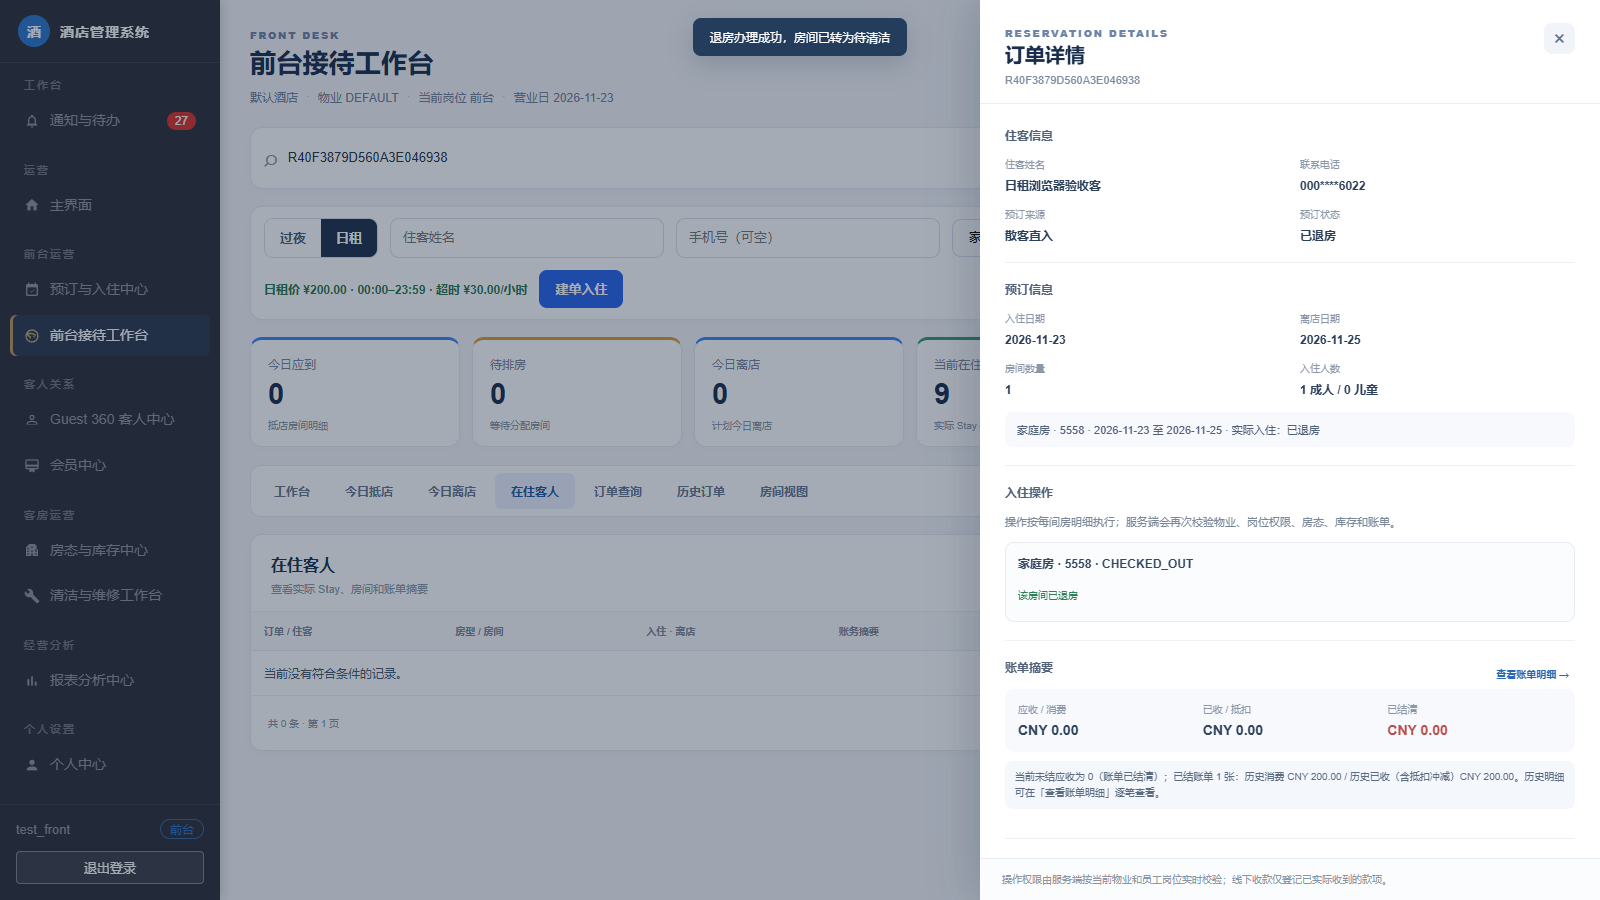 酒 酒店管理系统
工作台
通知与待办 27
运营
主界面
前台运营
预订与入住中心
前台接待工作台
客人关系
Guest 360 客人中心
会员中心
客房运营
房态与库存中心
清洁与维修工作台
经营分析
报表分析中心
个人设置
个人中心
test_front 前台
退出登录
FRONT DESK
前台接待工作台
默认酒店 · 物业 DEFAULT · 当前岗位 前台 · 营业日 2026-11-23
退房办理成功，房间已转为待清洁
R40F3879D560A3E046938
过夜 日租 住客姓名 手机号（可空） 家
日租价 ¥200.00 · 00:00–23:59 · 超时 ¥30.00/小时 建单入住
今日应到 待排房 今日离店 当前在住
0 0 0 9
抵店房间明细 等待分配房间 计划今日离店 实际 Stay
工作台 今日抵店 今日离店 在住客人 订单查询 历史订单 房间视图
在住客人
查看实际 Stay、房间和账单摘要
订单 / 住客 房型 / 房间 入住 · 离店 账务摘要
当前没有符合条件的记录。
共 0 条 · 第 1 页
RESERVATION DETAILS
订单详情
R40F3879D560A3E046938
×
住客信息
住客姓名 联系电话
日租浏览器验收客 000****6022
预订来源 预订状态
散客直入 已退房
预订信息
入住日期 离店日期
2026-11-23 2026-11-25
房间数量 入住人数
1 1 成人 / 0 儿童
家庭房 · 5558 · 2026-11-23 至 2026-11-25 · 实际入住：已退房
入住操作
操作按每间房明细执行；服务端会再次校验物业、岗位权限、房态、库存和账单。
家庭房 · 5558 · CHECKED_OUT
该房间已退房
账单摘要 查看账单明细 →
应收 / 消费 已收 / 抵扣 已结清
CNY 0.00 CNY 0.00 CNY 0.00
当前未结应收为 0（账单已结清）；已结账单 1 张：历史消费 CNY 200.00 / 历史已收（含抵扣冲减）CNY 200.00。历史明细
可在「查看账单明细」逐笔查看。
操作权限由服务端按当前物业和员工岗位实时校验；线下收款仅登记已实际收到的款项。